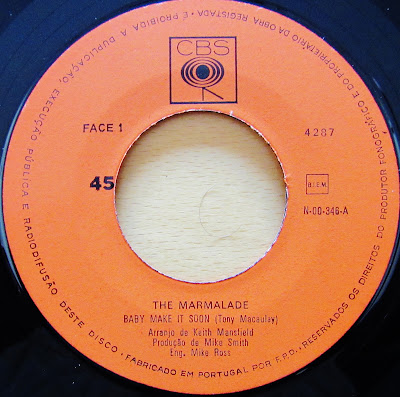 CBS
FACE 1
4287
45
B.I.E.M.
N-00-346-A
THE MARMALADE
BABY MAKE IT SOON (Tony Macaulay)
Arranjo de Keith Mansfield
Produção de Mike Smith
Eng. Mike Ross
É PROIBIDA A DUPLICAÇÃO, EXECUÇÃO PÚBLICA E RADIODIFUSÃO DESTE DISCO • FABRICADO EM PORTUGAL POR F.P.D. • RESERVADOS OS DIREITOS DO PRODUTOR FONOGRÁFICO E DO PROPRIETÁRIO DA OBRA REGISTADA